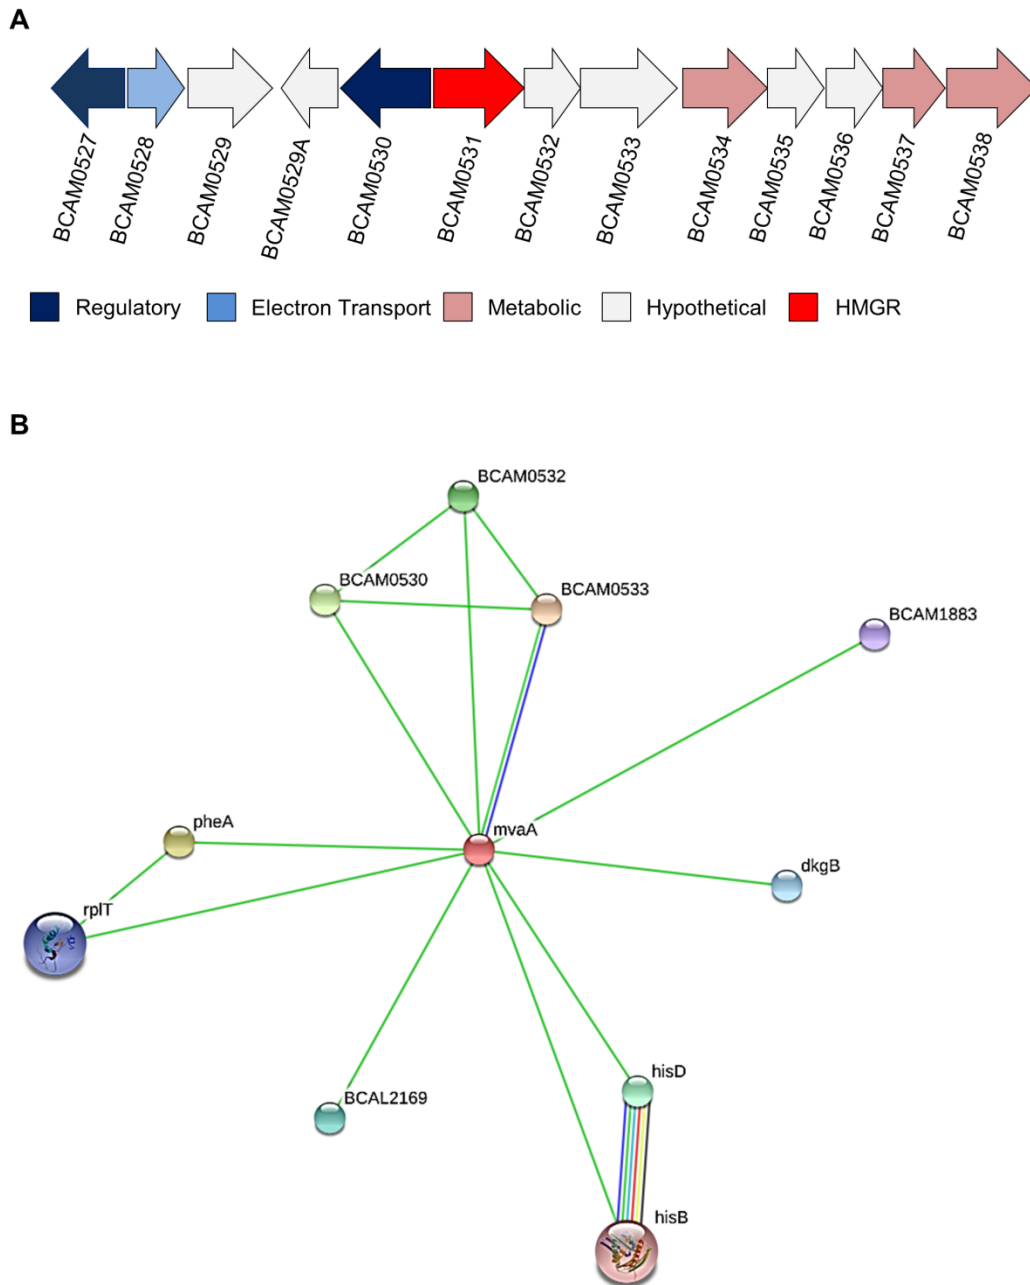 A
BCAM0527
BCAM0528
BCAM0529
BCAM0529A
BCAM0530
BCAM0531
BCAM0532
BCAM0533
BCAM0534
BCAM0535
BCAM0536
BCAM0537
BCAM0538
Regulatory Electron Transport Metabolic Hypothetical HMGR
B
BCAM0532
BCAM0530
BCAM0533
BCAM1883
mvaA
pheA
dkgB
rplT
hisD
BCAL2169
hisB